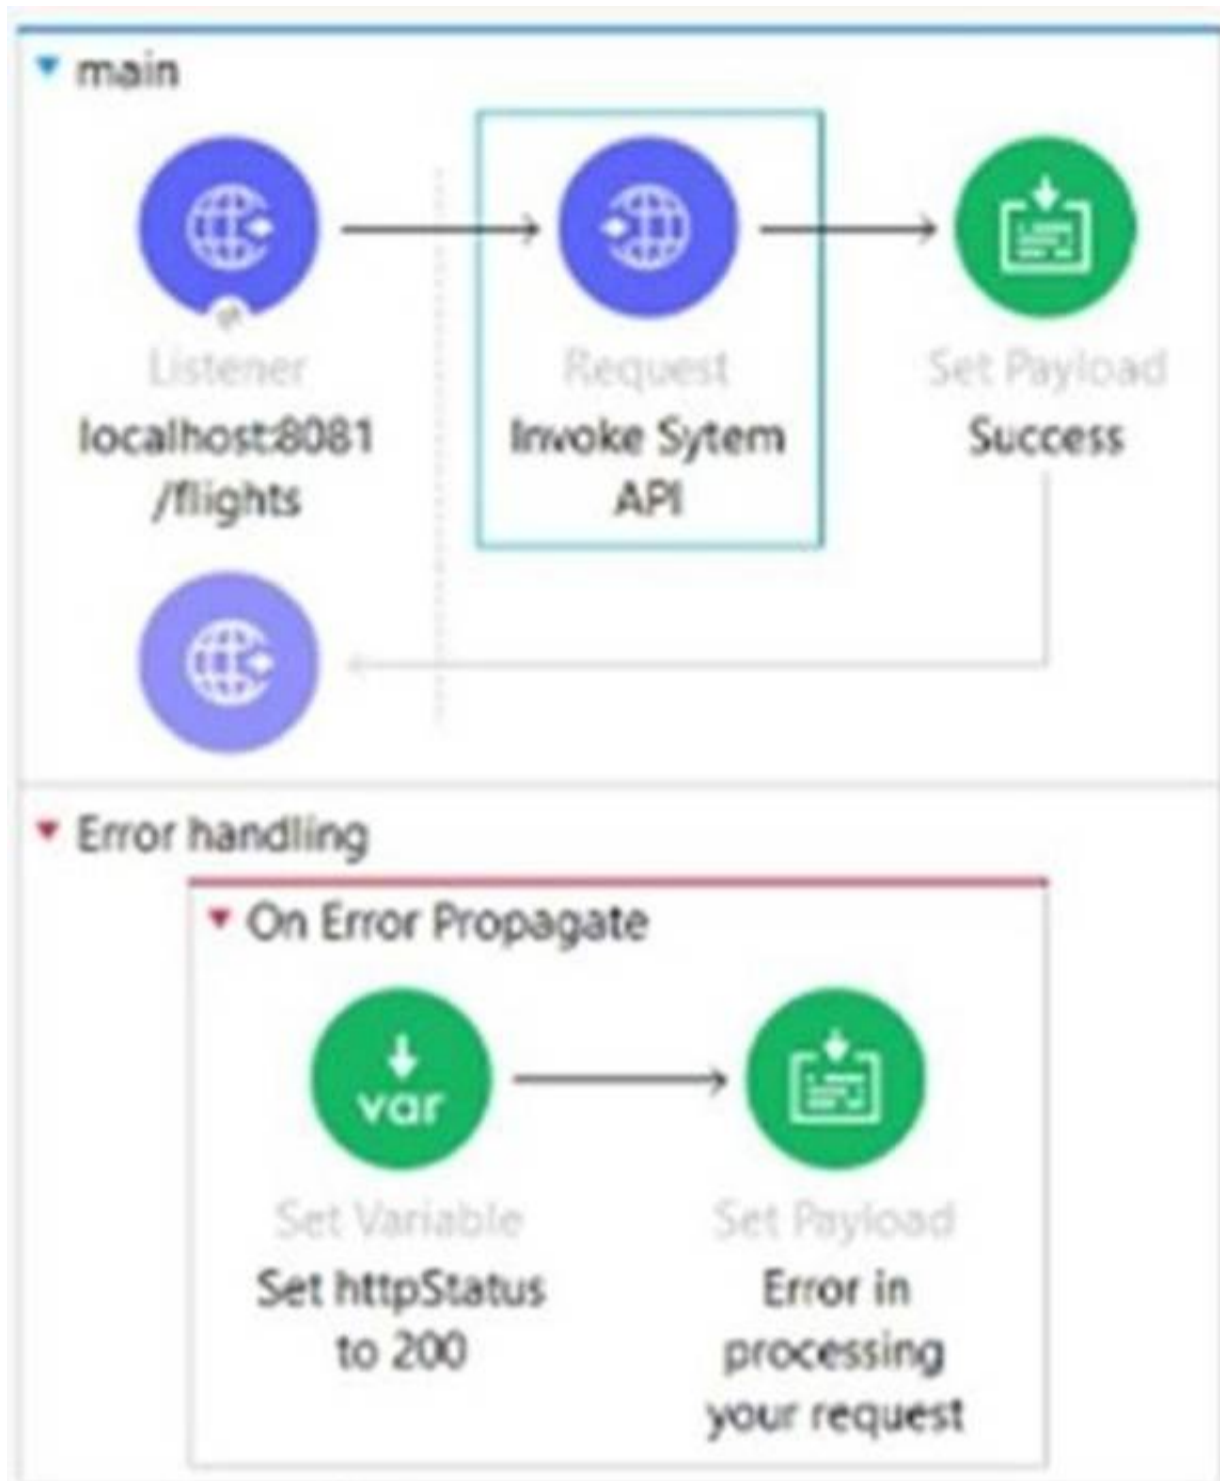 main
Listener
Request
Set Payload
localhost:8081
/flights
Invoke Sytem
API
Success
Error handling
On Error Propagate
var
Set Variable
Set Payload
Set httpStatus
to 200
Error in
processing
your request